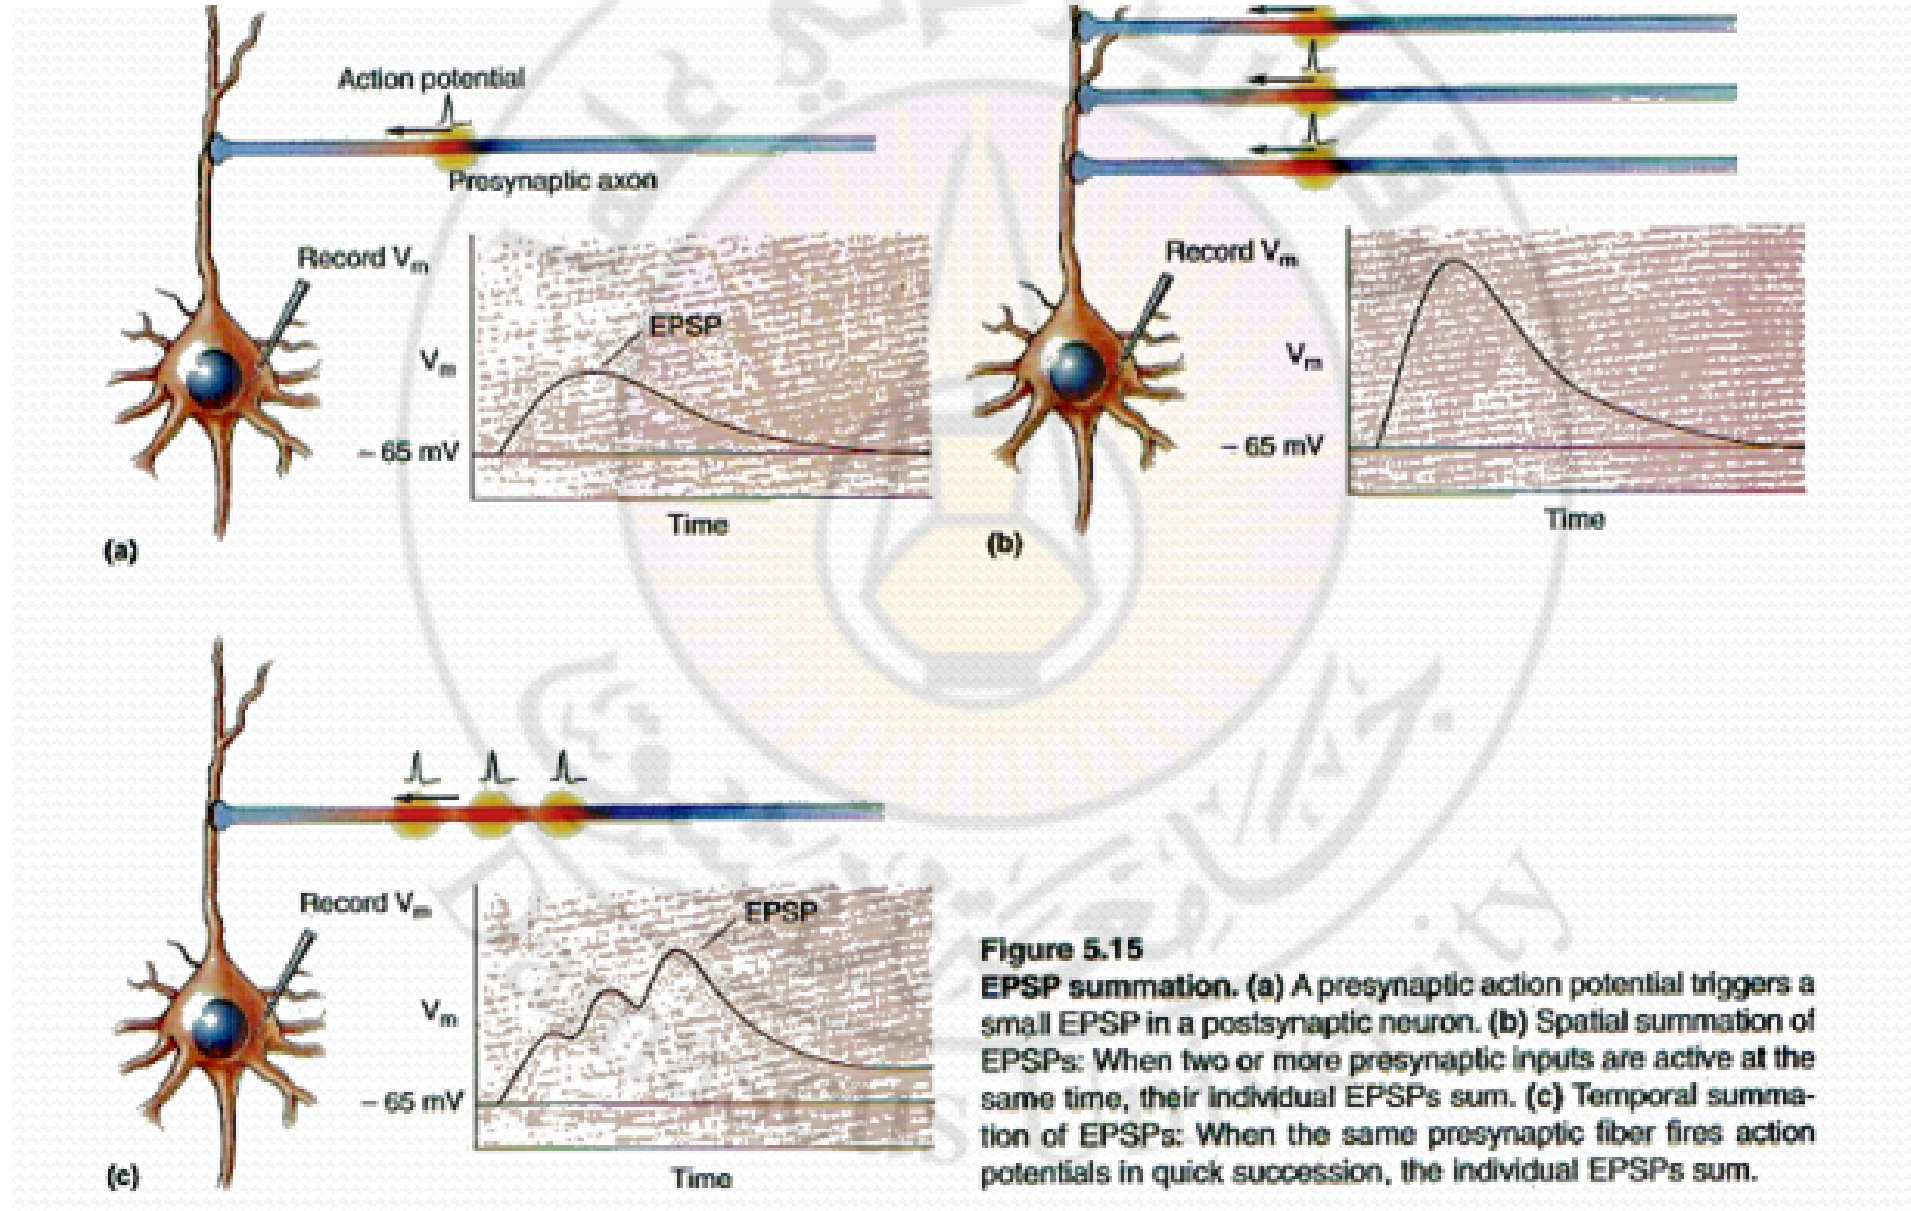 Action potential
Presynaptic axon
Record Vm
EPSP
Vm
– 65 mV
Time
(a)
Record Vm
Vm
– 65 mV
Time
(b)
Record Vm
EPSP
Vm
– 65 mV
Time
(c)
Figure 5.15
EPSP summation. (a) A presynaptic action potential triggers a
small EPSP in a postsynaptic neuron. (b) Spatial summation of
EPSPs: When two or more presynaptic inputs are active at the
same time, their individual EPSPs sum. (c) Temporal summa-
tion of EPSPs: When the same presynaptic fiber fires action
potentials in quick succession, the individual EPSPs sum.